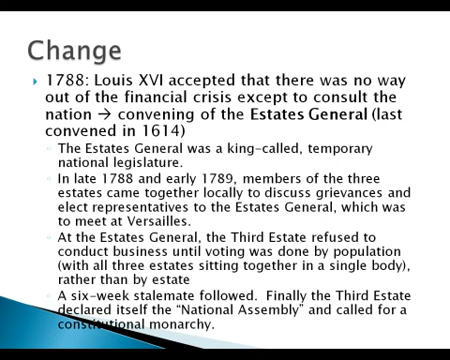 Change
1788: Louis XVI accepted that there was no way
out of the financial crisis except to consult the
nation → convening of the Estates General (last
convened in 1614)
The Estates General was a king-called, temporary
national legislature.
In late 1788 and early 1789, members of the three
estates came together locally to discuss grievances and
elect representatives to the Estates General, which was
to meet at Versailles.
At the Estates General, the Third Estate refused to
conduct business until voting was done by population
(with all three estates sitting together in a single body),
rather than by estate
A six-week stalemate followed. Finally the Third Estate
declared itself the “National Assembly” and called for a
constitutional monarchy.